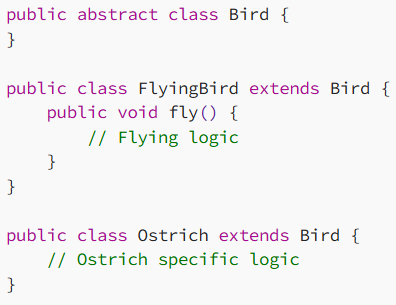 public abstract class Bird {
}
public class FlyingBird extends Bird {
    public void fly() {
        // Flying logic
    }
}
public class Ostrich extends Bird {
    // Ostrich specific logic
}